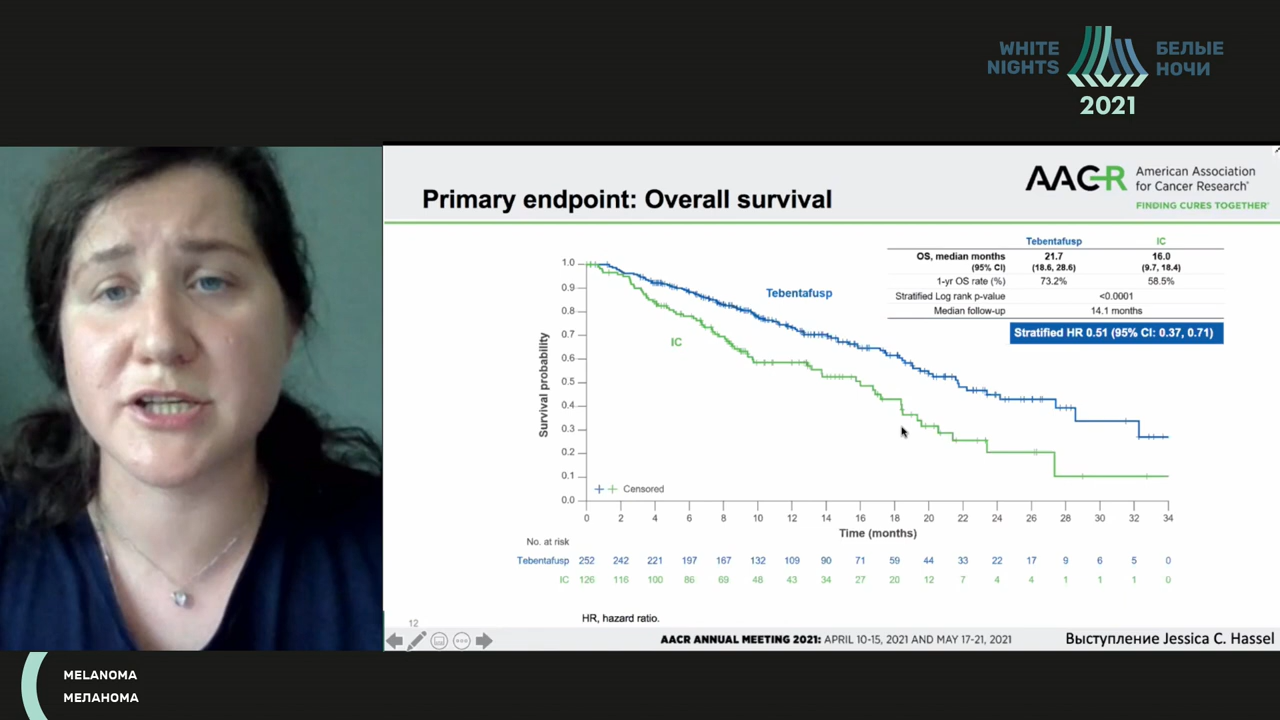 WHITE
NIGHTS
БЕЛЫЕ
НОЧИ
2021
Primary endpoint: Overall survival
AACR
American Association
for Cancer Research®
FINDING CURES TOGETHER®
Tebentafusp IC
OS, median months 21.7 16.0
(95% CI) (18.6, 28.6) (9.7, 18.4)
1-yr OS rate (%) 73.2% 58.5%
Stratified Log rank p-value <0.0001
Median follow-up 14.1 months
Stratified HR 0.51 (95% CI: 0.37, 0.71)
Survival probability
1.0
0.9
0.8
0.7
0.6
0.5
0.4
0.3
0.2
0.1
0.0
Tebentafusp
IC
Censored
0 2 4 6 8 10 12 14 16 18 20 22 24 26 28 30 32 34
Time (months)
No. at risk
Tebentafusp 252 242 221 197 167 132 109 90 71 59 44 33 22 17 9 6 5 0
IC 126 116 100 86 69 48 43 34 27 20 12 7 4 4 1 1 1 0
HR, hazard ratio.
12
AACR ANNUAL MEETING 2021: APRIL 10-15, 2021 AND MAY 17-21, 2021
Выступление Jessica C. Hassel
MELANOMA
МЕЛАНОМА